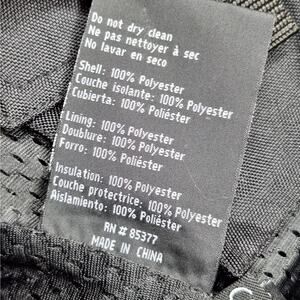 Do not dry clean
Ne pas nettoyer à sec
No lavar en seco
Shell: 100% Polyester
Couche isolante: 100% Polyester
Cubierta: 100% Poliéster
Lining: 100% Polyester
Doublure: 100% Polyester
Forro: 100% Poliéster
Insulation: 100% Polyester
Couche protectrice: 100% Polyester
Aislamiento: 100% Poliéster
RN # 85377
MADE IN CHINA